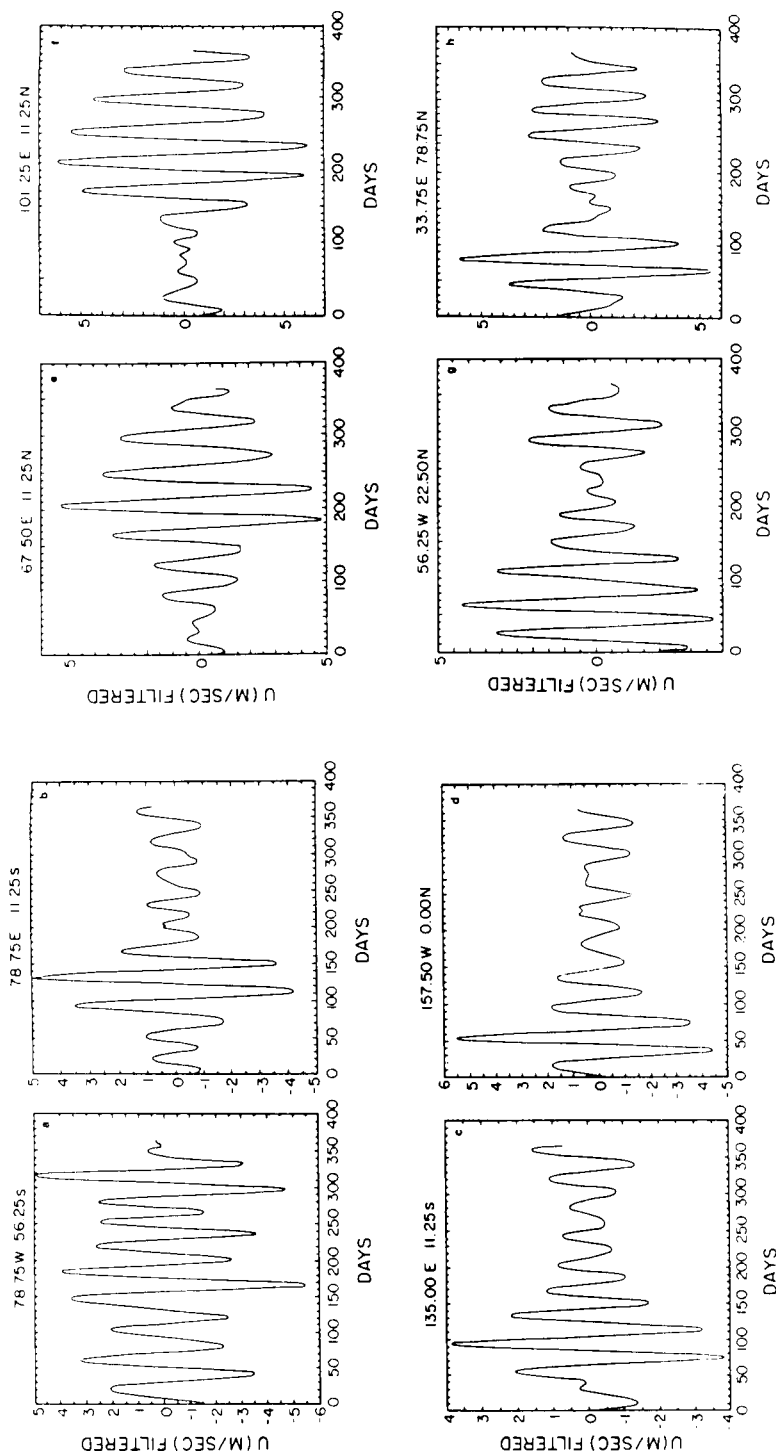 78 75 W 56 25 S
a
5
4
3
2
1
0
-1
-2
-3
-4
-5
-6
0 50 100 150 200 250 300 350 400
DAYS
U (M/SEC) FILTERED
78 75 E 11 25 S
b
5
4
3
2
1
0
-1
-2
-3
-4
-5
0 50 100 150 200 250 300 350 400
DAYS
67 50 E 11 25 N
e
5
0
5
0 100 200 300 400
DAYS
U (M/SEC) FILTERED
101 25 E 11 25 N
f
5
0
5
0 100 200 300 400
DAYS
135.00 E 11.25 S
c
4
3
2
1
0
-1
-2
-3
-4
0 50 100 150 200 250 300 350 400
DAYS
U (M/SEC) FILTERED
157.50 W 0.00 N
d
6
5
4
3
2
1
0
-1
-2
-3
-4
-5
0 50 100 150 200 250 300 350 400
DAYS
56.25 W 22.50 N
g
5
0
5
0 100 200 300 400
DAYS
U (M/SEC) FILTERED
33.75 E 78.75 N
h
5
0
5
0 100 200 300 400
DAYS